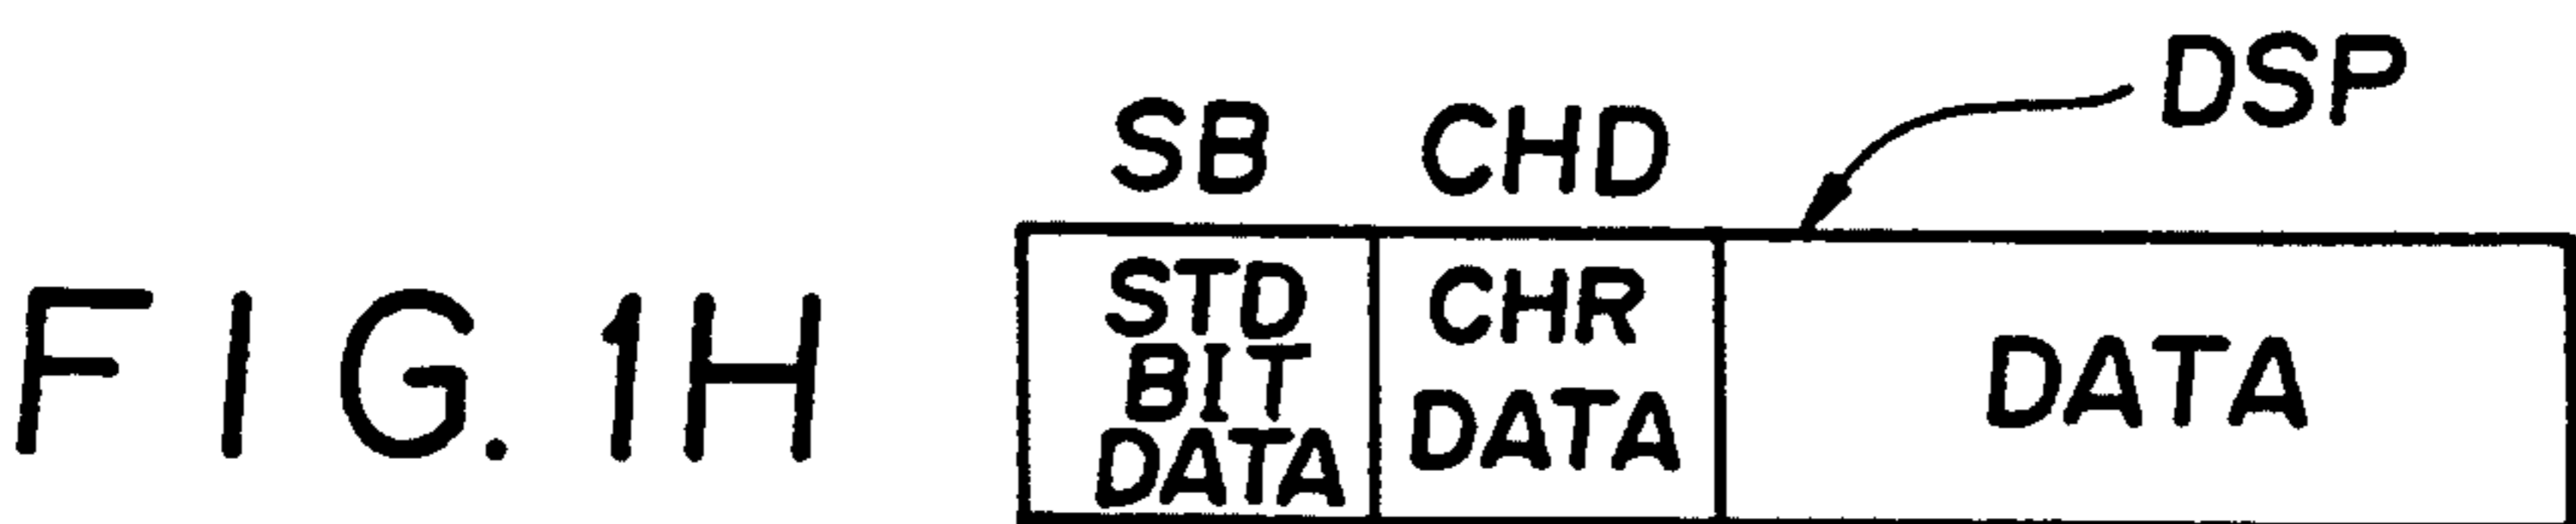 DSP
SB CHD
FIG. 1H
STD
BIT
DATA
CHR
DATA
DATA